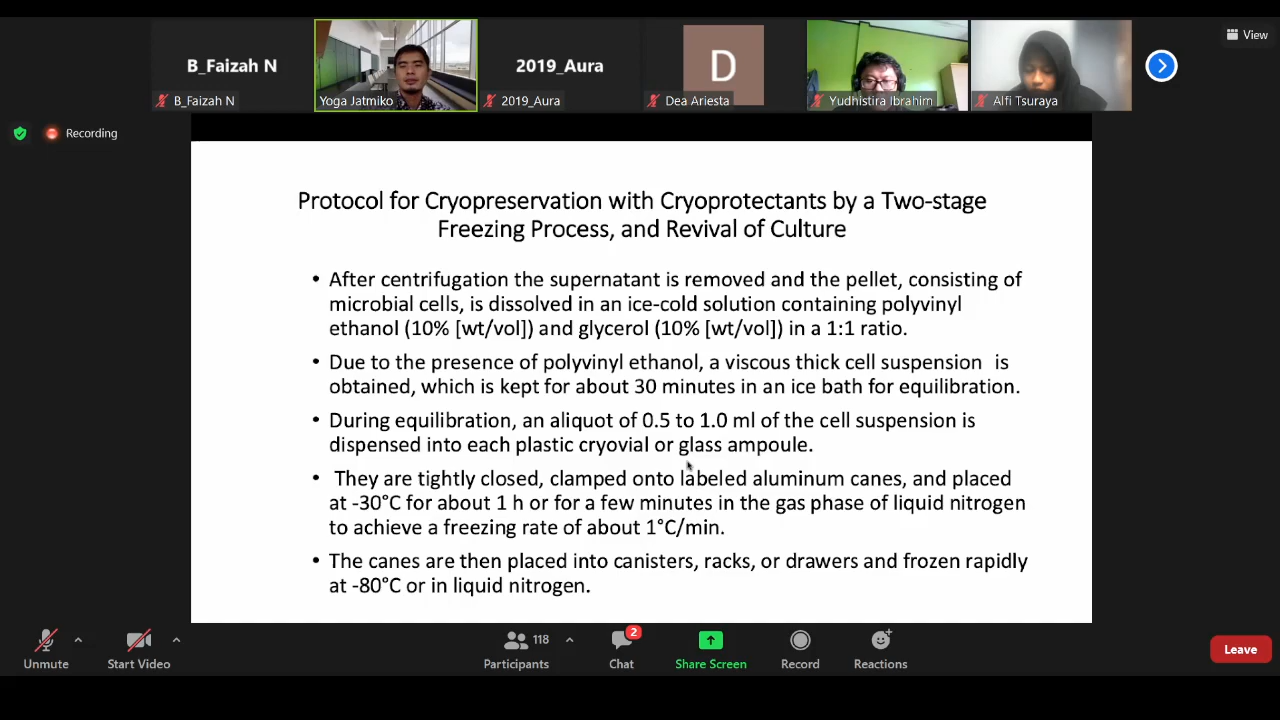 B_Faizah N
2019_Aura
D
B_Faizah N
Yoga Jatmiko
2019_Aura
Dea Ariesta
Yudhistira Ibrahim
Alfi Tsuraya
View
Recording
Protocol for Cryopreservation with Cryoprotectants by a Two-stage
Freezing Process, and Revival of Culture
• After centrifugation the supernatant is removed and the pellet, consisting of
microbial cells, is dissolved in an ice-cold solution containing polyvinyl
ethanol (10% [wt/vol]) and glycerol (10% [wt/vol]) in a 1:1 ratio.
• Due to the presence of polyvinyl ethanol, a viscous thick cell suspension is
obtained, which is kept for about 30 minutes in an ice bath for equilibration.
• During equilibration, an aliquot of 0.5 to 1.0 ml of the cell suspension is
dispensed into each plastic cryovial or glass ampoule.
• They are tightly closed, clamped onto labeled aluminum canes, and placed
at -30°C for about 1 h or for a few minutes in the gas phase of liquid nitrogen
to achieve a freezing rate of about 1°C/min.
• The canes are then placed into canisters, racks, or drawers and frozen rapidly
at -80°C or in liquid nitrogen.
118
2
Unmute
Start Video
Participants
Chat
Share Screen
Record
Reactions
Leave